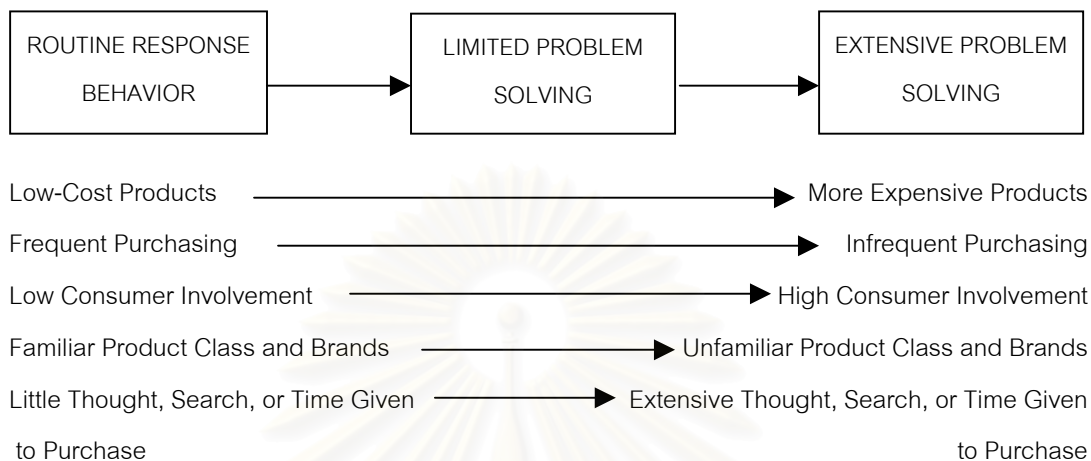 ROUTINE RESPONSE
BEHAVIOR
LIMITED PROBLEM
SOLVING
EXTENSIVE PROBLEM
SOLVING
Low-Cost Products
More Expensive Products
Frequent Purchasing
Infrequent Purchasing
Low Consumer Involvement
High Consumer Involvement
Familiar Product Class and Brands
Unfamiliar Product Class and Brands
Little Thought, Search, or Time Given
to Purchase
Extensive Thought, Search, or Time Given
to Purchase